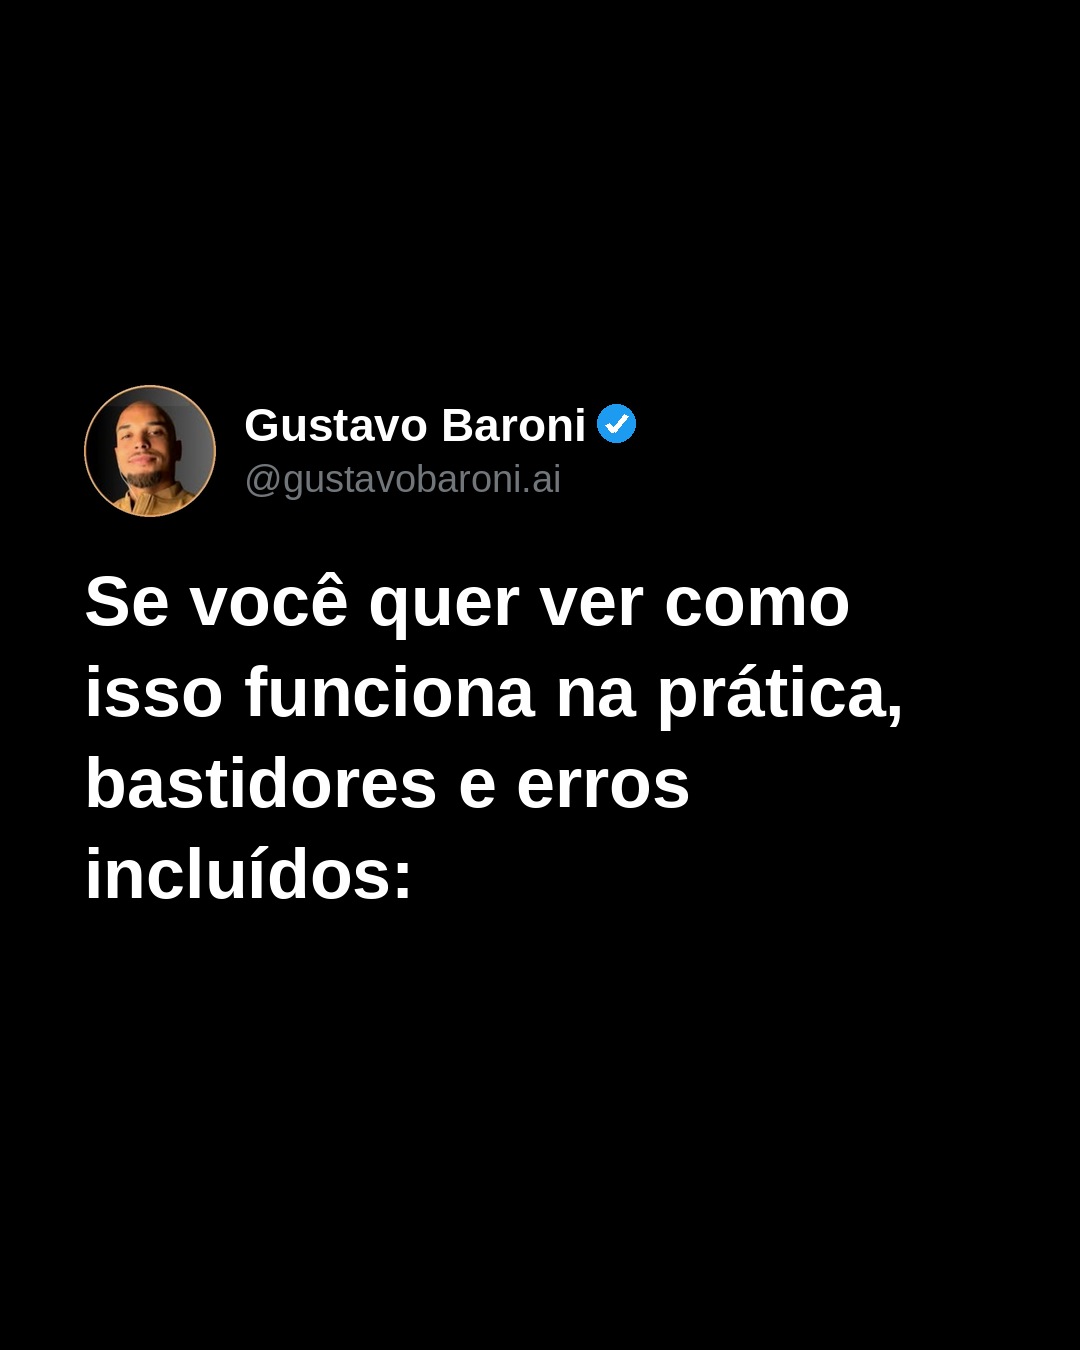 Gustavo Baroni
@gustavobaroni.ai
Se você quer ver como
isso funciona na prática,
bastidores e erros
incluídos: